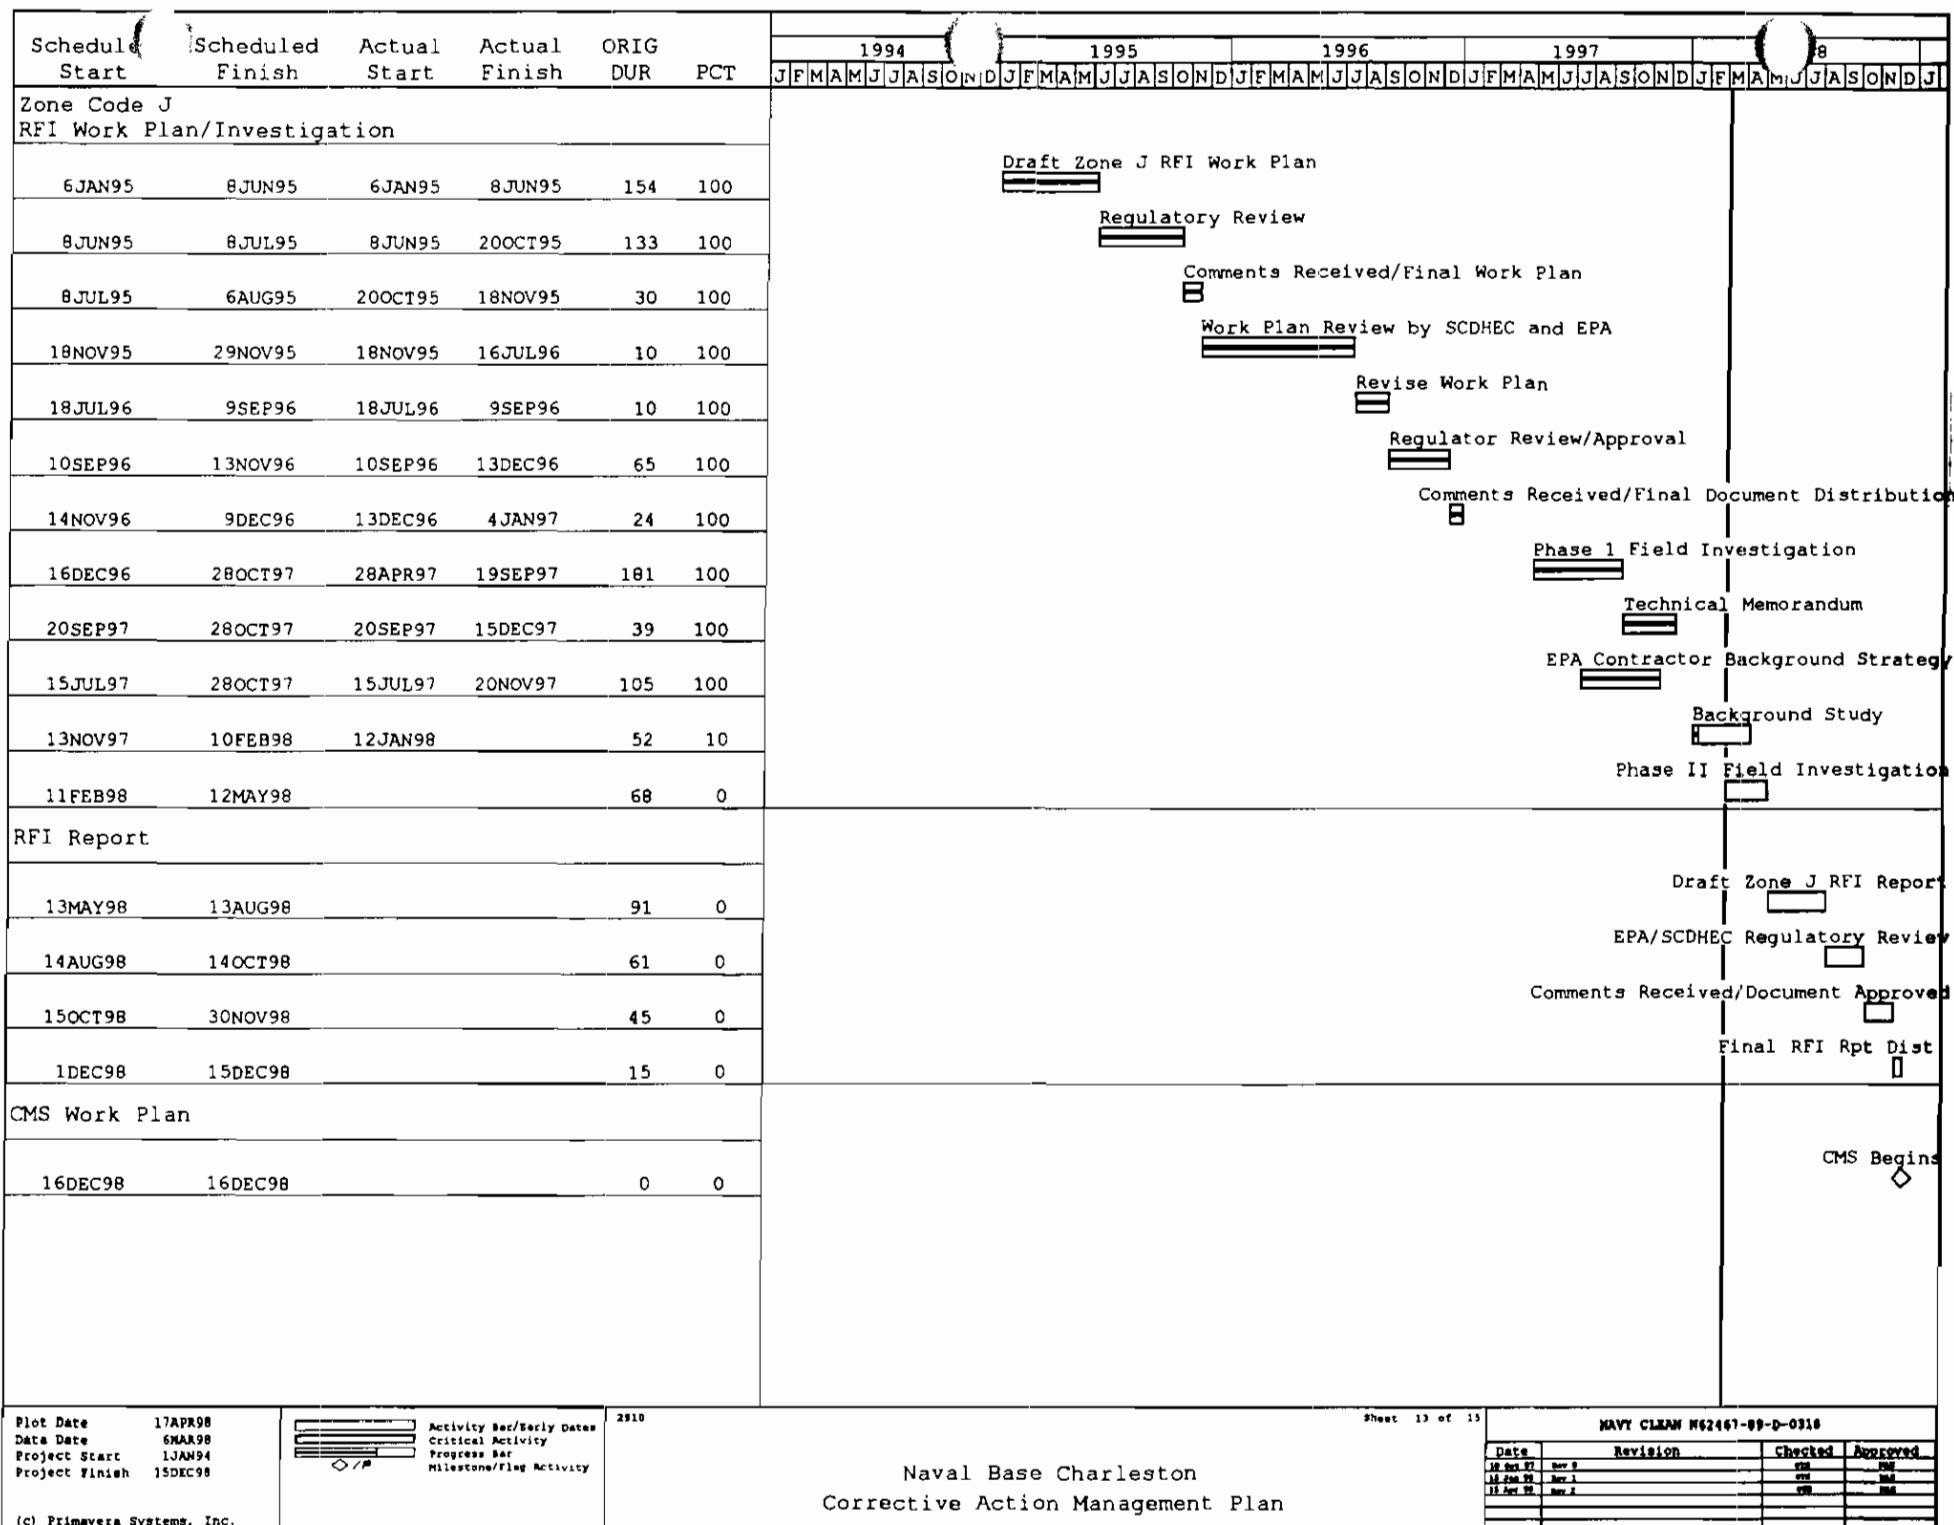 Schedule Scheduled Actual Actual ORIG
Start Finish Start Finish DUR PCT
1994 1995 1996 1997 8
J F M A M J J A S O N D J F M A M J J A S O N D J F M A M J J A S O N D J F M A M J J A S O N D J F M A M J J A S O N D J
Zone Code J
RFI Work Plan/Investigation
Draft Zone J RFI Work Plan
6JAN95 8JUN95 6JAN95 8JUN95 154 100
Regulatory Review
8JUN95 8JUL95 8JUN95 20OCT95 133 100
Comments Received/Final Work Plan
8JUL95 6AUG95 20OCT95 18NOV95 30 100
Work Plan Review by SCDHEC and EPA
18NOV95 29NOV95 18NOV95 16JUL96 10 100
Revise Work Plan
18JUL96 9SEP96 18JUL96 9SEP96 10 100
Regulator Review/Approval
10SEP96 13NOV96 10SEP96 13DEC96 65 100
Comments Received/Final Document Distribution
14NOV96 9DEC96 13DEC96 4JAN97 24 100
Phase 1 Field Investigation
16DEC96 28OCT97 28APR97 19SEP97 181 100
Technical Memorandum
20SEP97 28OCT97 20SEP97 15DEC97 39 100
EPA Contractor Background Strategy
15JUL97 28OCT97 15JUL97 20NOV97 105 100
Background Study
13NOV97 10FEB98 12JAN98 52 10
Phase II Field Investigation
11FEB98 12MAY98 68 0
RFI Report
Draft Zone J RFI Report
13MAY98 13AUG98 91 0
EPA/SCDHEC Regulatory Review
14AUG98 14OCT98 61 0
Comments Received/Document Approved
15OCT98 30NOV98 45 0
Final RFI Rpt Dist
1DEC98 15DEC98 15 0
CMS Work Plan
CMS Begins
16DEC98 16DEC98 0 0
Plot Date 17APR98
Data Date 6MAR98
Project Start 1JAN94
Project Finish 15DEC98
(c) Primavera Systems, Inc.
Activity Bar/Early Dates
Critical Activity
Progress Bar
Milestone/Flag Activity
2910
Sheet 13 of 15
Naval Base Charleston
Corrective Action Management Plan
NAVY CLEAN N62467-89-D-0318
Date Revision Checked Approved
Rev 0
Rev 1
Rev 2